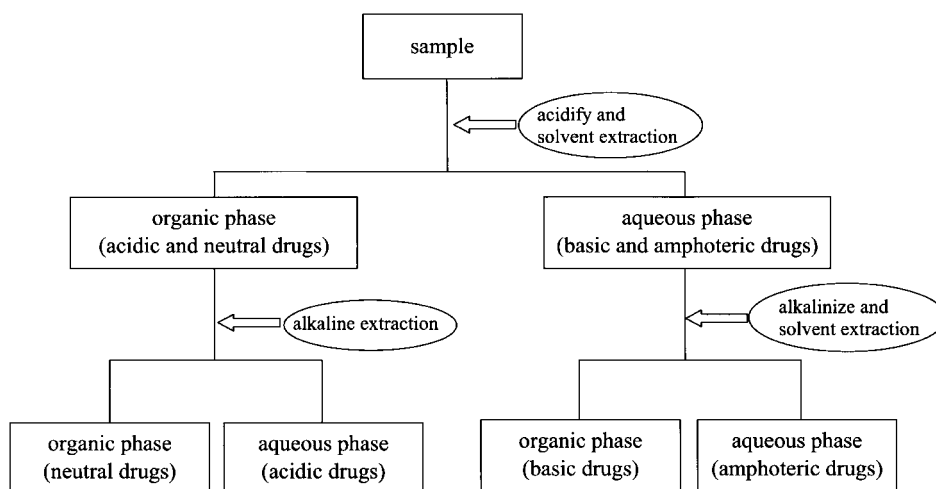 sample
acidify and
solvent extraction
organic phase
(acidic and neutral drugs)
aqueous phase
(basic and amphoteric drugs)
alkaline extraction
alkalinize and
solvent extraction
organic phase
(neutral drugs)
aqueous phase
(acidic drugs)
organic phase
(basic drugs)
aqueous phase
(amphoteric drugs)